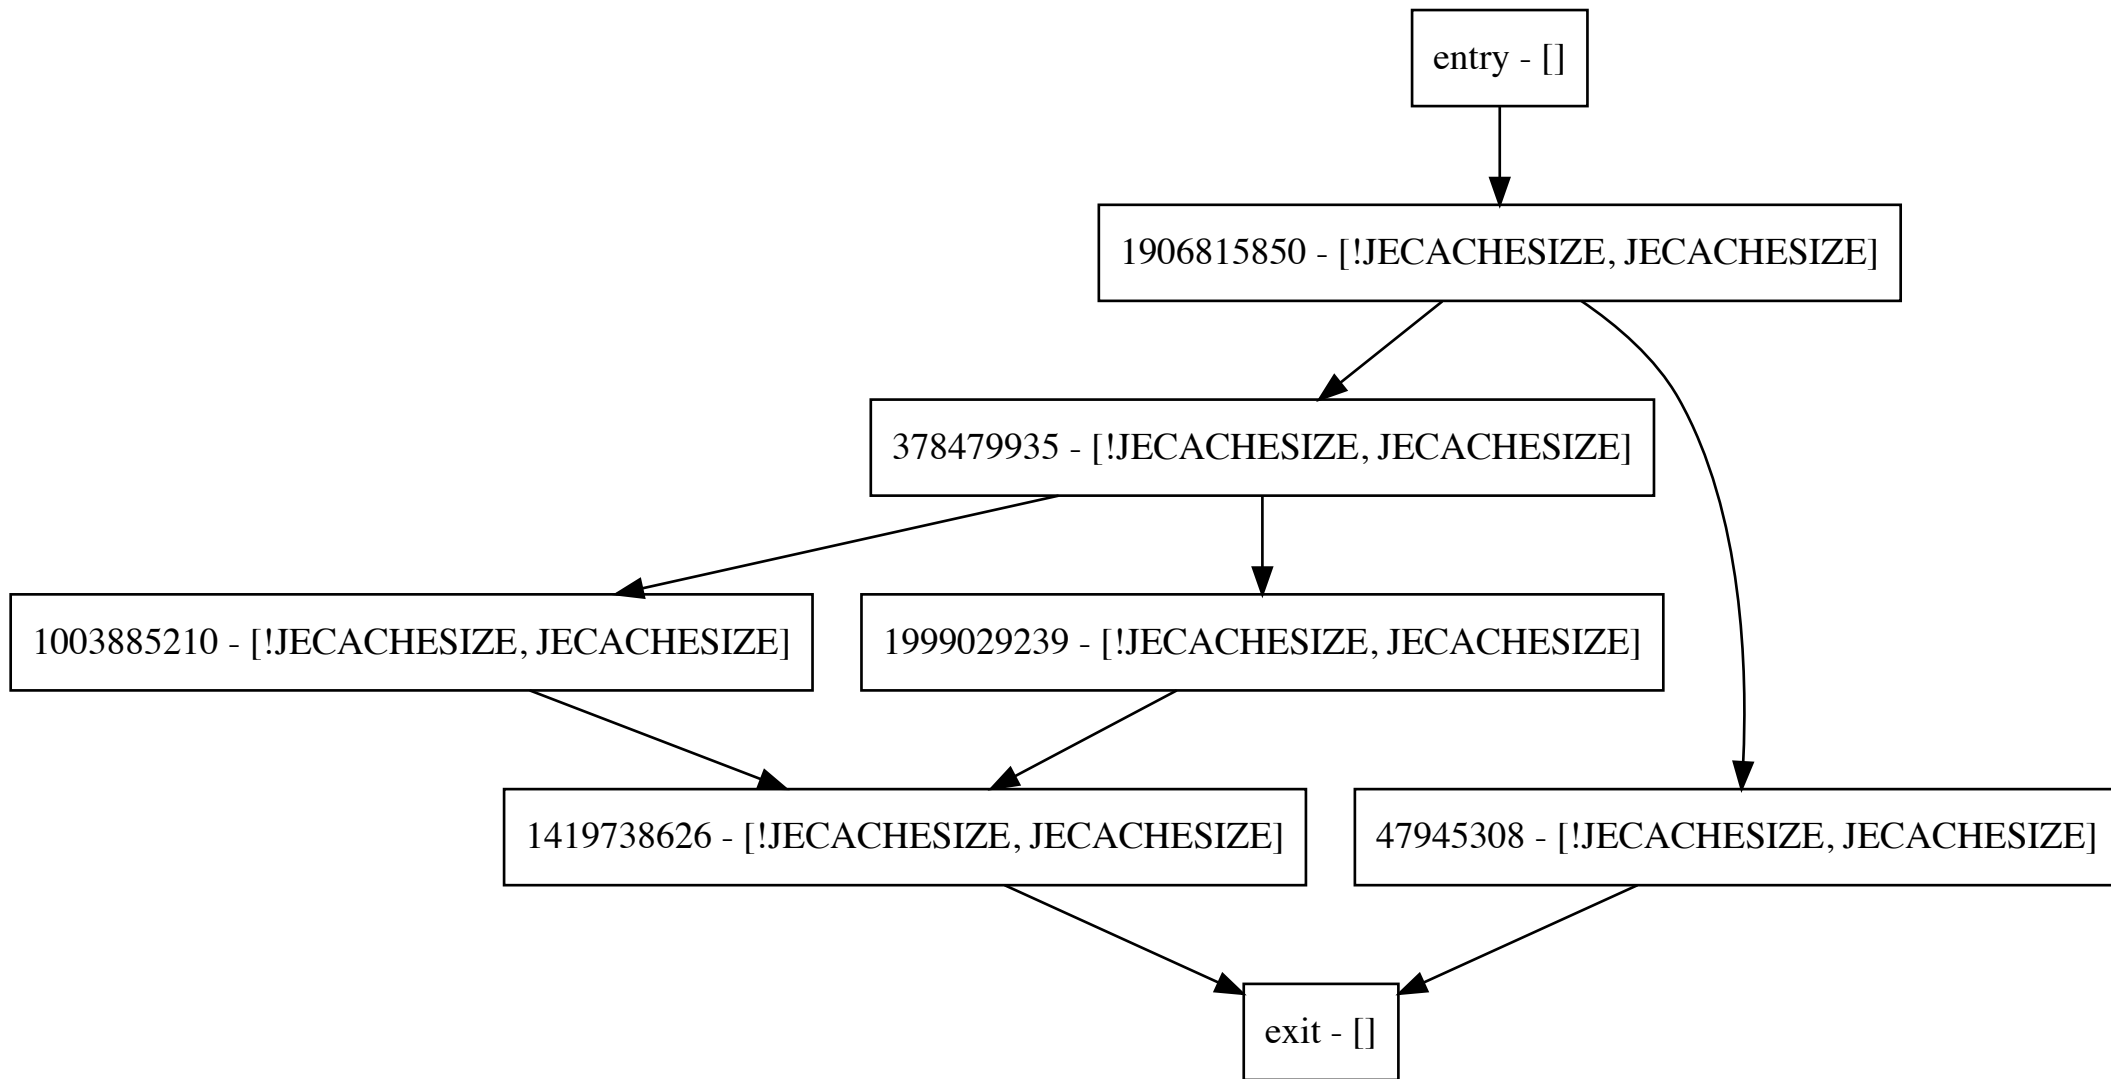 entry - []
1906815850 - [!JECACHESIZE, JECACHESIZE]
378479935 - [!JECACHESIZE, JECACHESIZE]
1003885210 - [!JECACHESIZE, JECACHESIZE]
1999029239 - [!JECACHESIZE, JECACHESIZE]
1419738626 - [!JECACHESIZE, JECACHESIZE]
47945308 - [!JECACHESIZE, JECACHESIZE]
exit - []